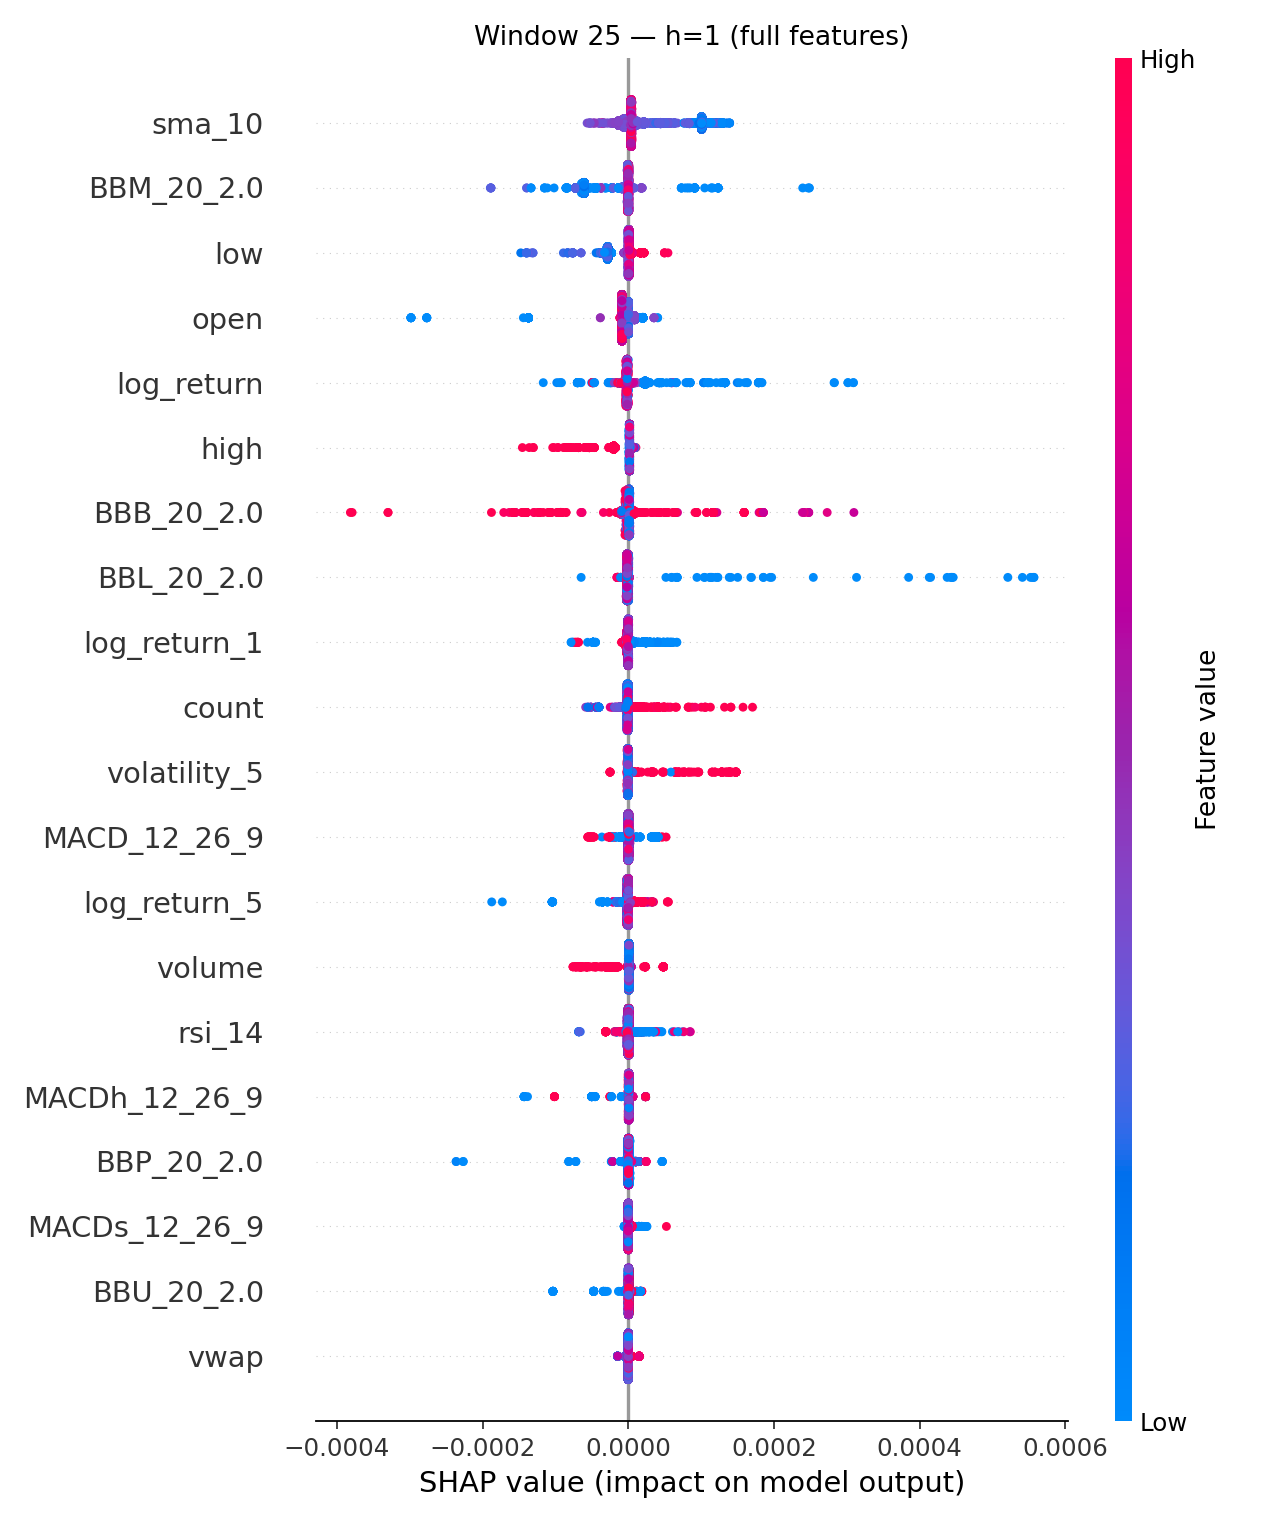 Window 25 — h=1 (full features)
High
sma_10
BBM_20_2.0
low
open
log_return
high
BBB_20_2.0
BBL_20_2.0
log_return_1
count
volatility_5
MACD_12_26_9
log_return_5
volume
rsi_14
MACDh_12_26_9
BBP_20_2.0
MACDs_12_26_9
BBU_20_2.0
vwap
Feature value
Low
−0.0004 −0.0002 0.0000 0.0002 0.0004 0.0006
SHAP value (impact on model output)